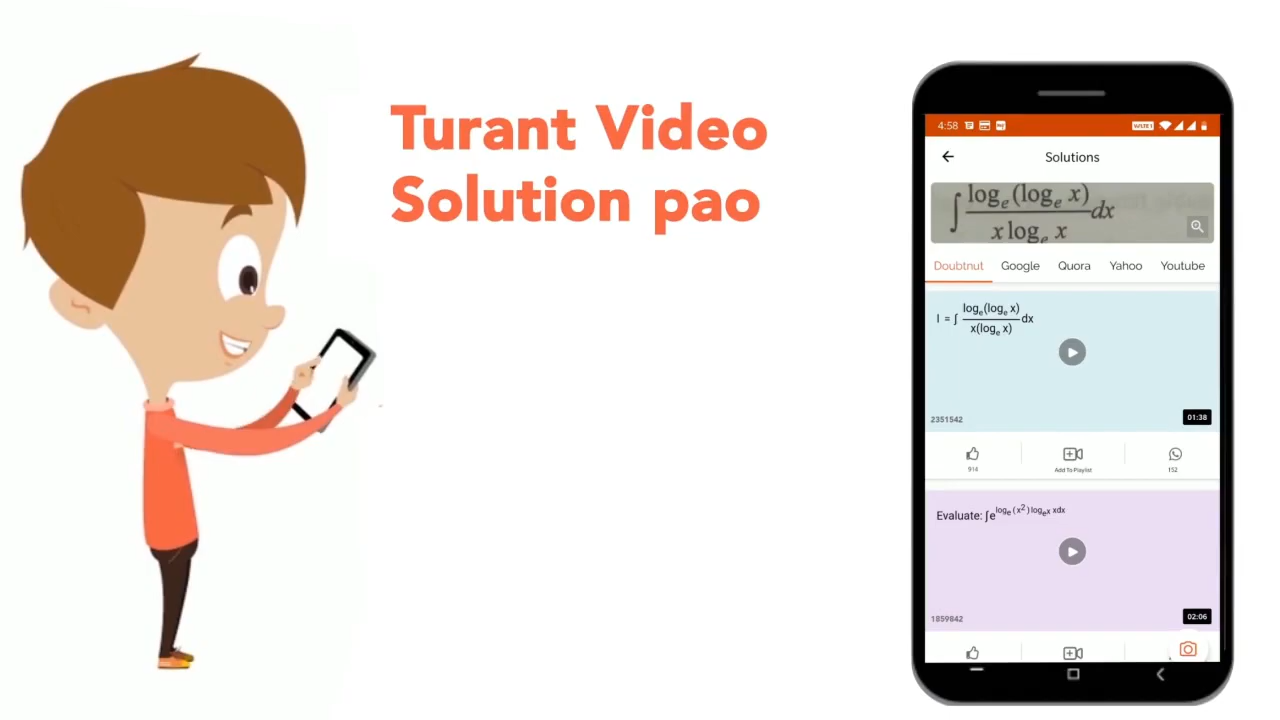 Turant Video
Solution pao
4:58
VoLTE1
Solutions
∫ logₑ(logₑ x) / x logₑ x dx
Doubtnut Google Quora Yahoo Youtube
I = ∫ logₑ(logₑ x) / x(logₑ x) dx
2351542 01:38
914 Add To Playlist 152
Evaluate: ∫e^logₑ(x²)logₑx xdx
1859842 02:06